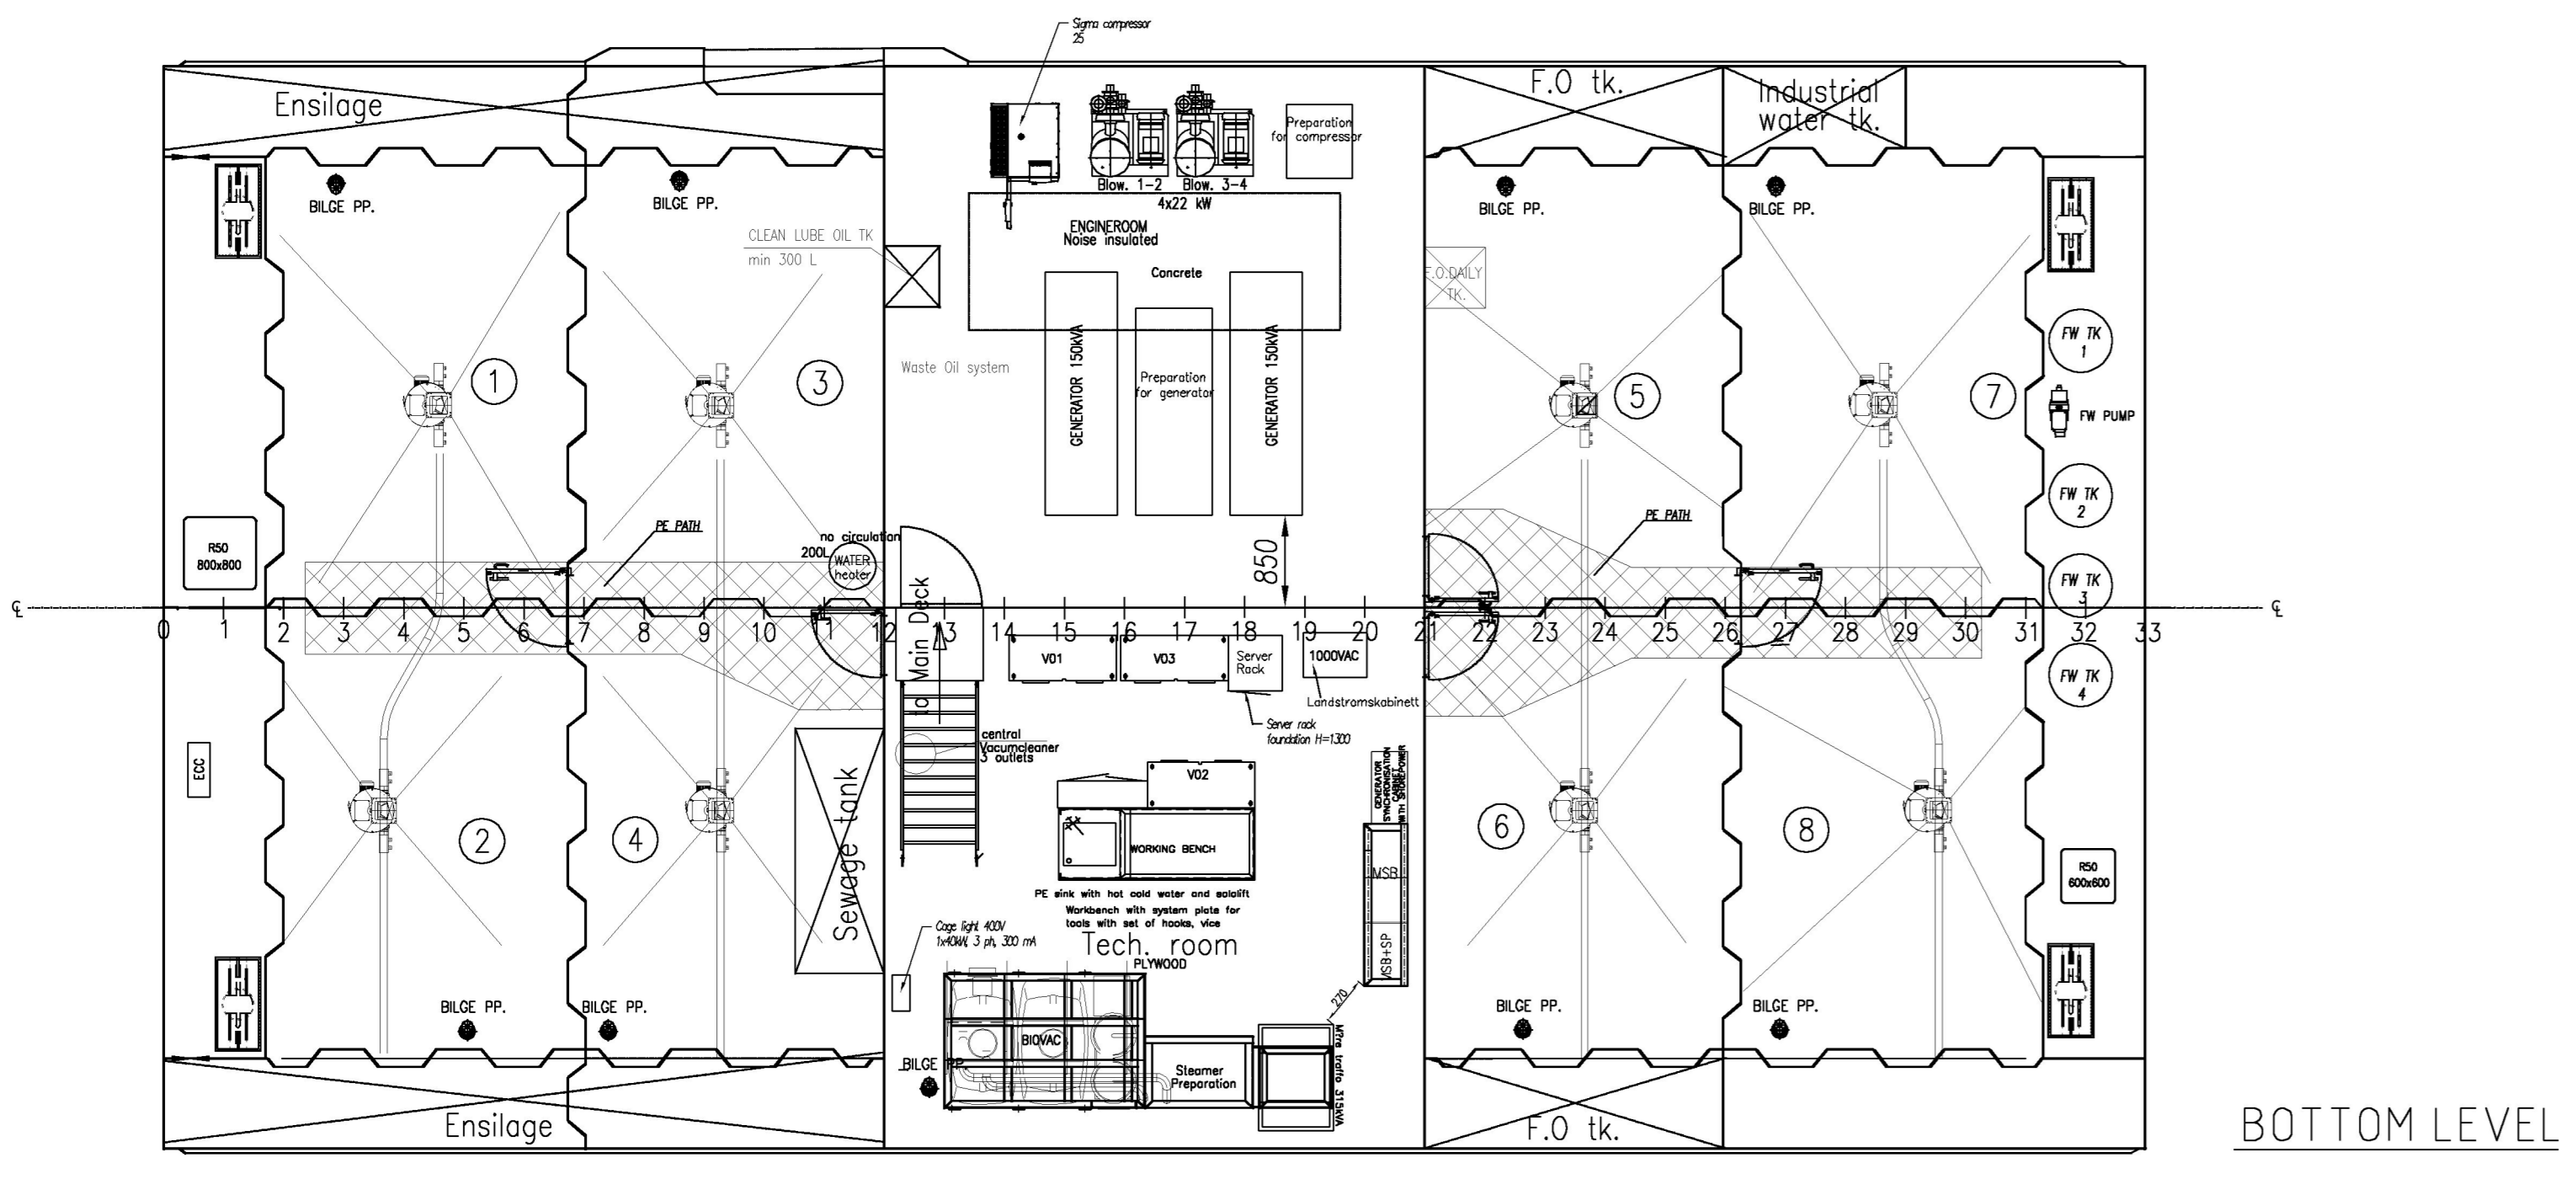 Sigma compressor
25
Ensilage
F.O tk.
Industrial
water tk.
Preparation
for compressor
Blow. 1-2
Blow. 3-4
4x22 kW
BILGE PP.
BILGE PP.
BILGE PP.
BILGE PP.
ENGINEROOM
Noise insulated
CLEAN LUBE OIL TK
min 300 L
Concrete
F.O.DAILY
TK.
FW TK
1
GENERATOR 150kVA
Preparation
for generator
GENERATOR 150kVA
Waste Oil system
1
3
5
7
FW PUMP
FW TK
2
PE PATH
PE PATH
no circulation
200L
WATER
heater
R50
800x800
850
FW TK
3
℄
℄
0
1
2
3
4
5
6
7
8
9
10
11
12
13
14
15
16
17
18
19
20
21
22
23
24
25
26
27
28
29
30
31
32
33
to Main Deck
V01
V03
Server
Rack
1000VAC
Landstromskabinett
FW TK
4
Server rack
foundation H=1300
central
Vacumcleaner
3 outlets
ECC
V02
GENERATOR
SYNCHRONISATION
CABINET
WITH SHOREPOWER
Sewage tank
2
4
6
8
WORKING BENCH
MSB
R50
600x600
PE sink with hot cold water and sololift
Workbench with system plate for
tools with set of hooks, vice
Cage light 400V
1x40kW, 3 ph, 300 mA
Tech. room
PLYWOOD
MSB+SP
270
BILGE PP.
BILGE PP.
BILGE PP.
BILGE PP.
BIOVAC
BILGE PP.
Steamer
Preparation
M?re traffo 315kVA
Ensilage
F.O tk.
BOTTOM LEVEL